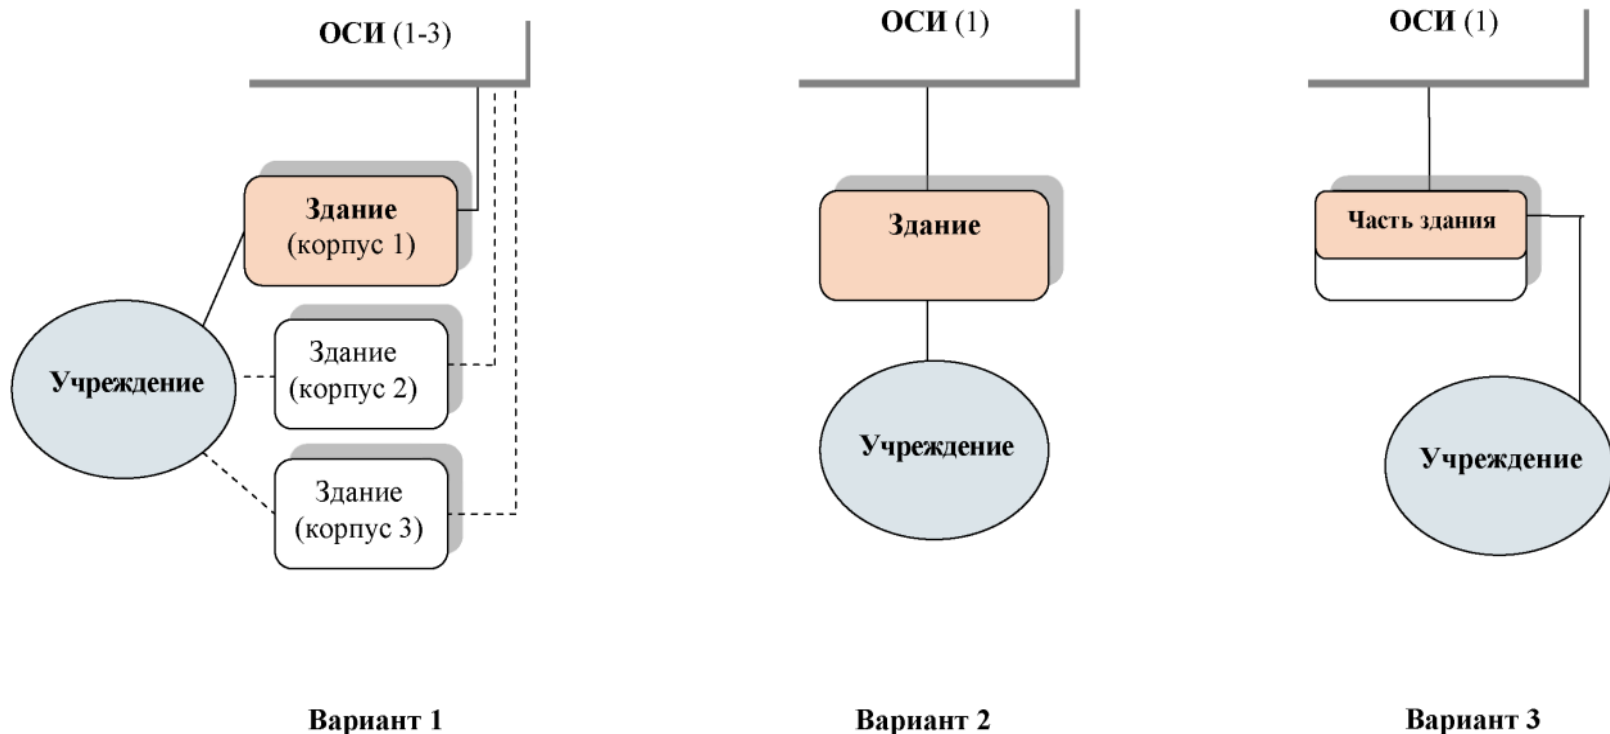 ОСИ (1-3)
Здание
(корпус 1)
Здание
(корпус 2)
Здание
(корпус 3)
Учреждение
Вариант 1
ОСИ (1)
Здание
Учреждение
Вариант 2
ОСИ (1)
Часть здания
Учреждение
Вариант 3